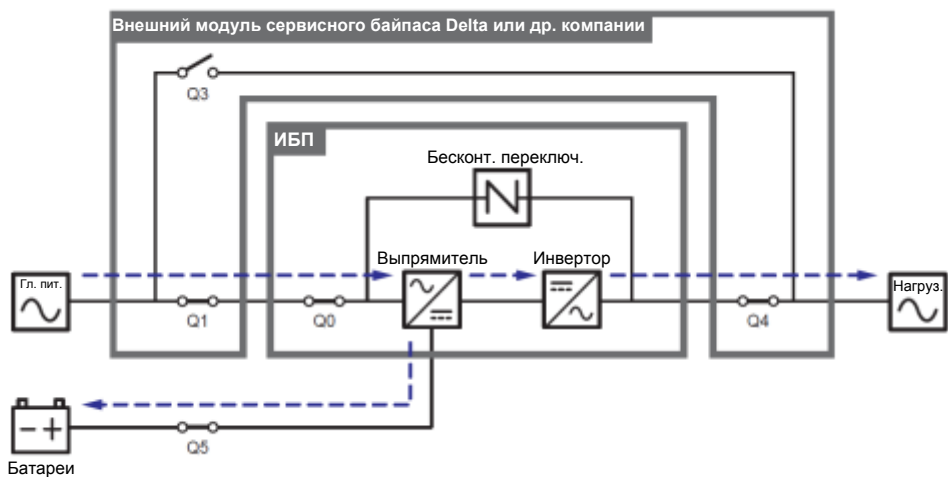 Внешний модуль сервисного байпаса Delta или др. компании
Q3
ИБП
Бесконт. переключ.
Выпрямитель
Инвертор
Гл. пит.
Нагруз.
Q1
Q0
Q4
Q5
Батареи